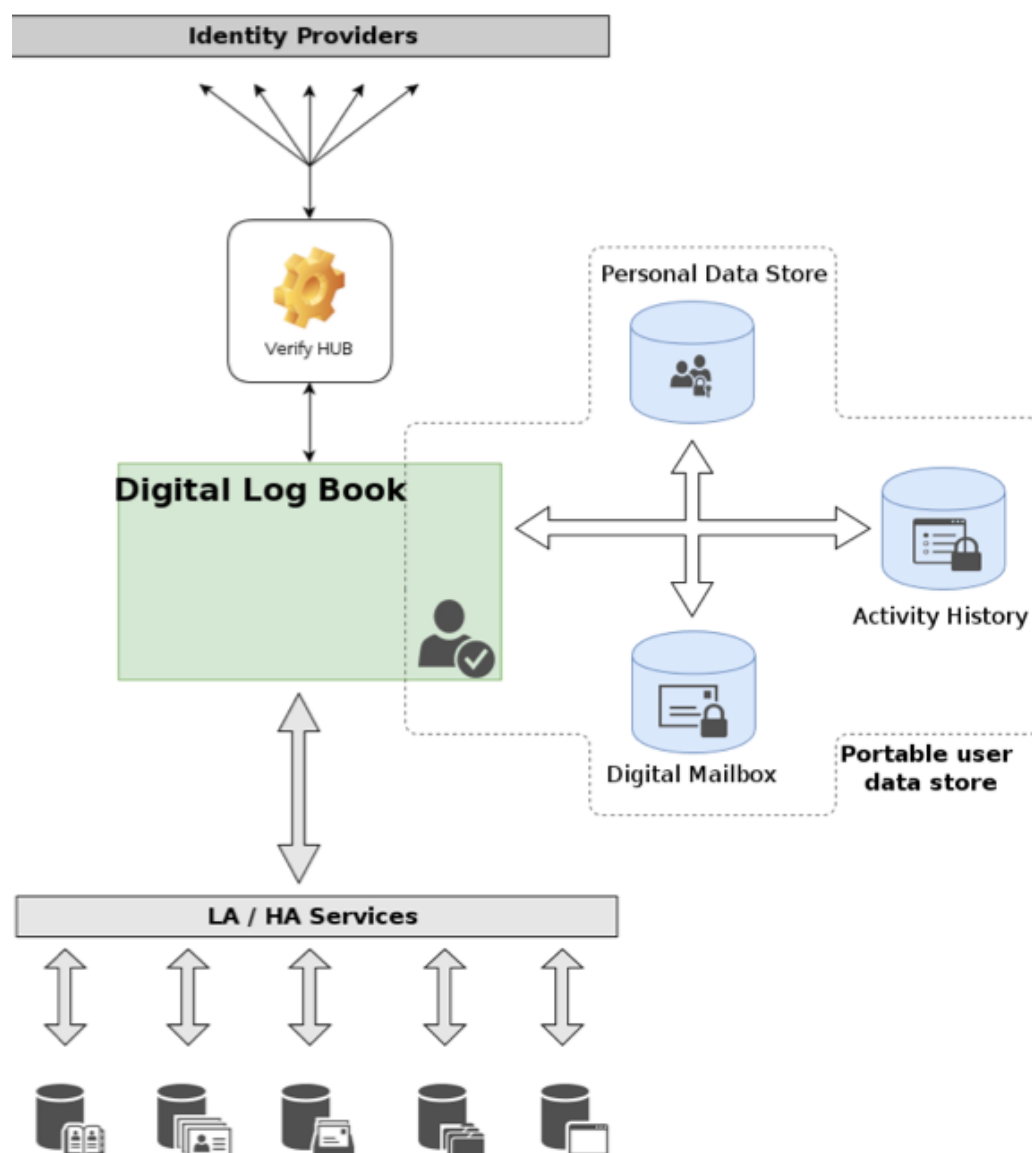 Identity Providers
Verify HUB
Personal Data Store
Digital Log Book
Activity History
Digital Mailbox
Portable user
data store
LA / HA Services